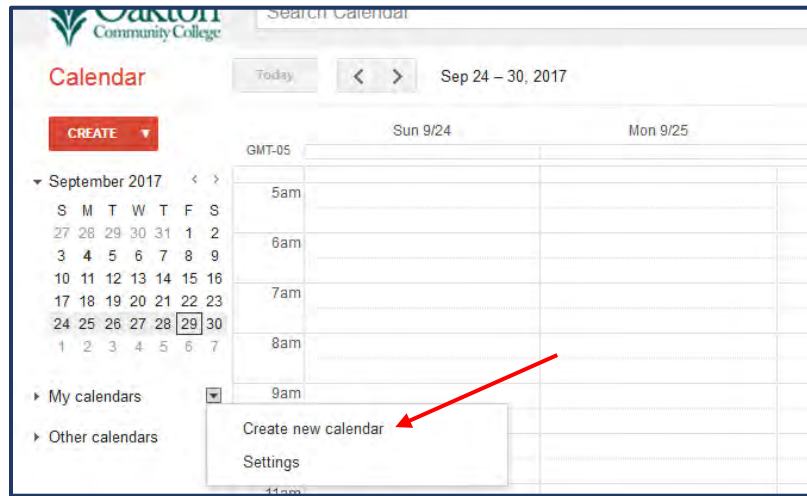 Oakton
Community College
Search Calendar
Calendar
Today
< >
Sep 24 – 30, 2017
CREATE
Sun 9/24
Mon 9/25
GMT-05
September 2017 < >
S M T W T F S
27 28 29 30 31 1 2
3 4 5 6 7 8 9
10 11 12 13 14 15 16
17 18 19 20 21 22 23
24 25 26 27 28 29 30
1 2 3 4 5 6 7
5am
6am
7am
8am
My calendars
9am
Other calendars
Create new calendar
Settings
11am